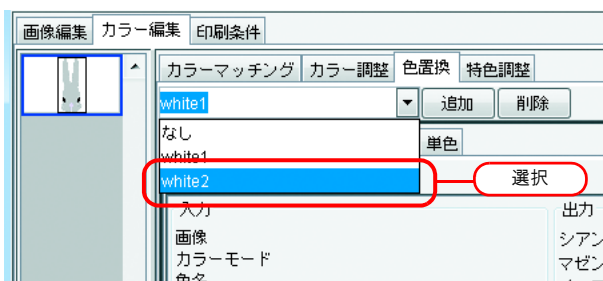 画像編集 カラー編集 印刷条件
カラーマッチング カラー調整 色置換 特色調整
white1 追加 削除
なし
単色
white1
white2
選択
入力 出力
画像 シアン
カラーモード マゼン
色名